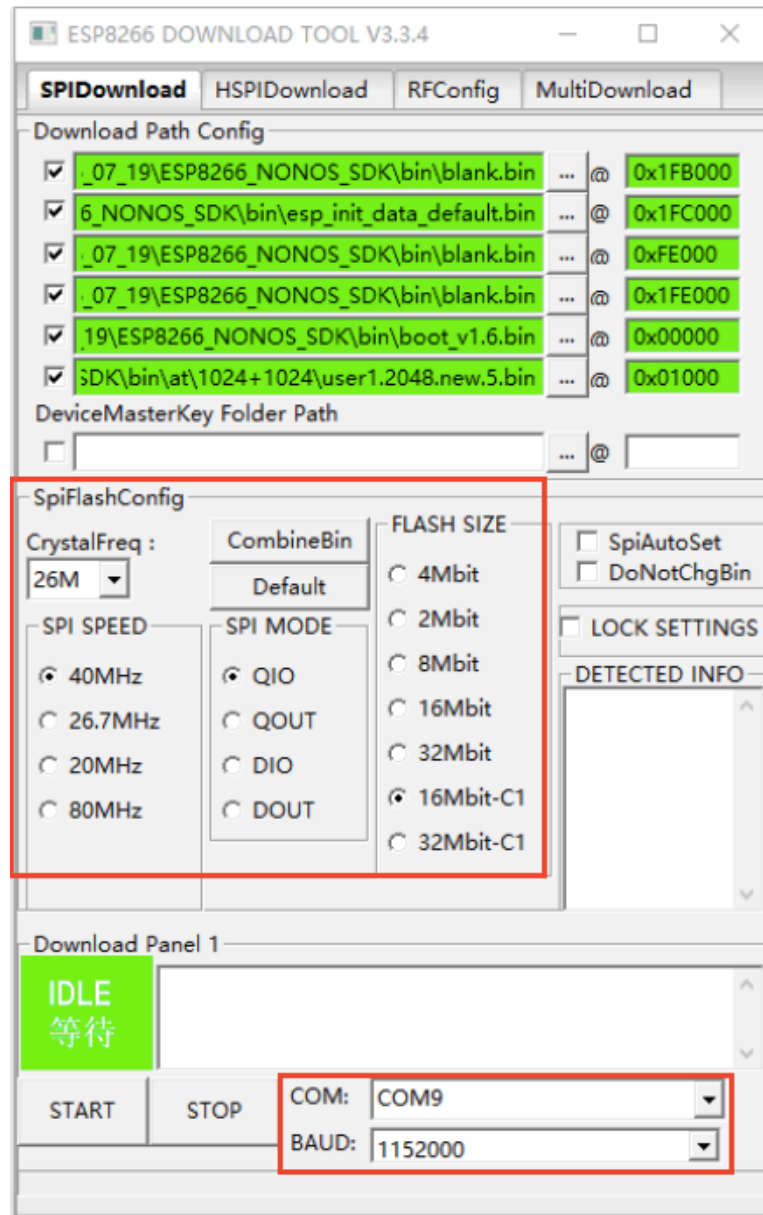 ESP8266 DOWNLOAD TOOL V3.3.4
SPIDownload HSPIDownload RFConfig MultiDownload
Download Path Config
_07_19\ESP8266_NONOS_SDK\bin\blank.bin ... @ 0x1FB000
6_NONOS_SDK\bin\esp_init_data_default.bin ... @ 0x1FC000
_07_19\ESP8266_NONOS_SDK\bin\blank.bin ... @ 0xFE000
_07_19\ESP8266_NONOS_SDK\bin\blank.bin ... @ 0x1FE000
_19\ESP8266_NONOS_SDK\bin\boot_v1.6.bin ... @ 0x00000
SDK\bin\at\1024+1024\user1.2048.new.5.bin ... @ 0x01000
DeviceMasterKey Folder Path
... @
SpiFlashConfig
CrystalFreq :
26M
CombineBin
Default
SPI SPEED
40MHz
26.7MHz
20MHz
80MHz
SPI MODE
QIO
QOUT
DIO
DOUT
FLASH SIZE
4Mbit
2Mbit
8Mbit
16Mbit
32Mbit
16Mbit-C1
32Mbit-C1
SpiAutoSet
DoNotChgBin
LOCK SETTINGS
DETECTED INFO
Download Panel 1
IDLE
等待
START STOP
COM: COM9
BAUD: 1152000